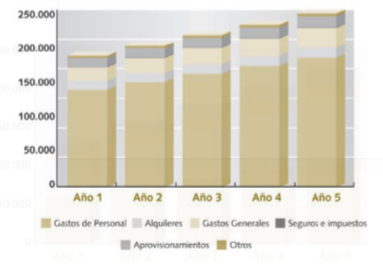 250.000
200.000
150.000
100.000
50.000
0
Año 1 Año 2 Año 3 Año 4 Año 5
Gastos de Personal Alquileres Gastos Generales Seguros e impuestos
Aprovisionamientos Otros